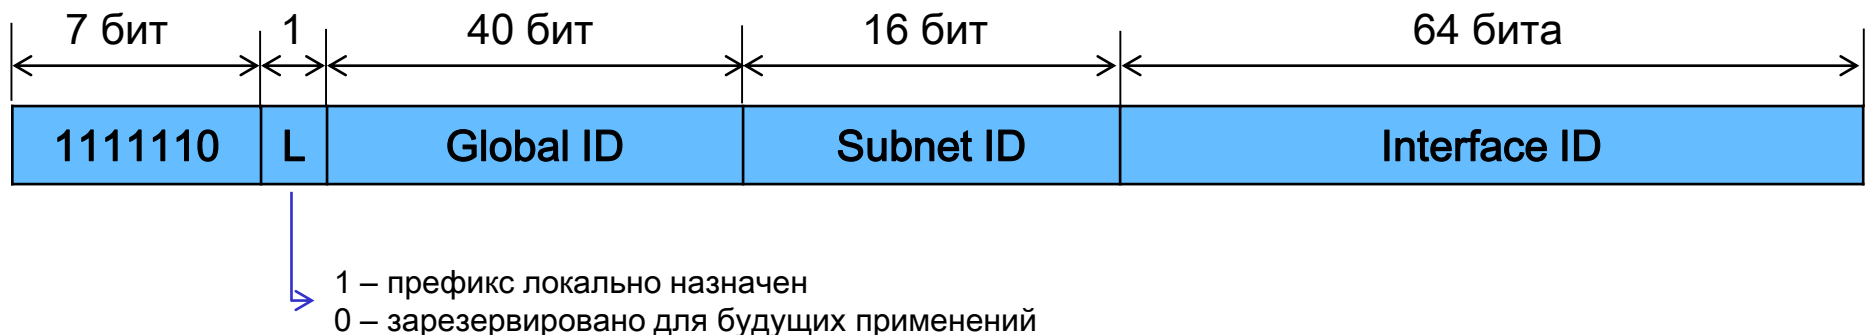 7 бит 1 40 бит 16 бит 64 бита
1111110 L Global ID Subnet ID Interface ID
1 – префикс локально назначен
0 – зарезервировано для будущих применений